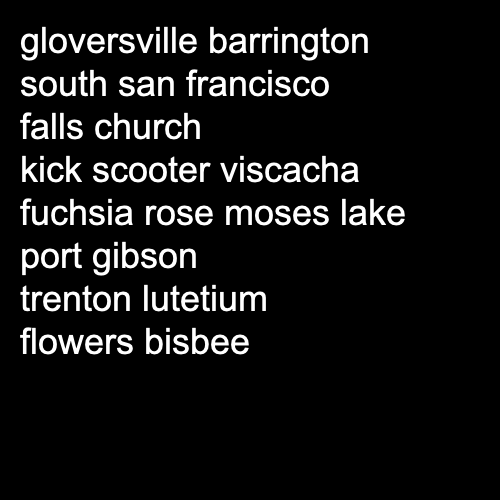 gloversville barrington
south san francisco
falls church
kick scooter viscacha
fuchsia rose moses lake
port gibson
trenton lutetium
flowers bisbee